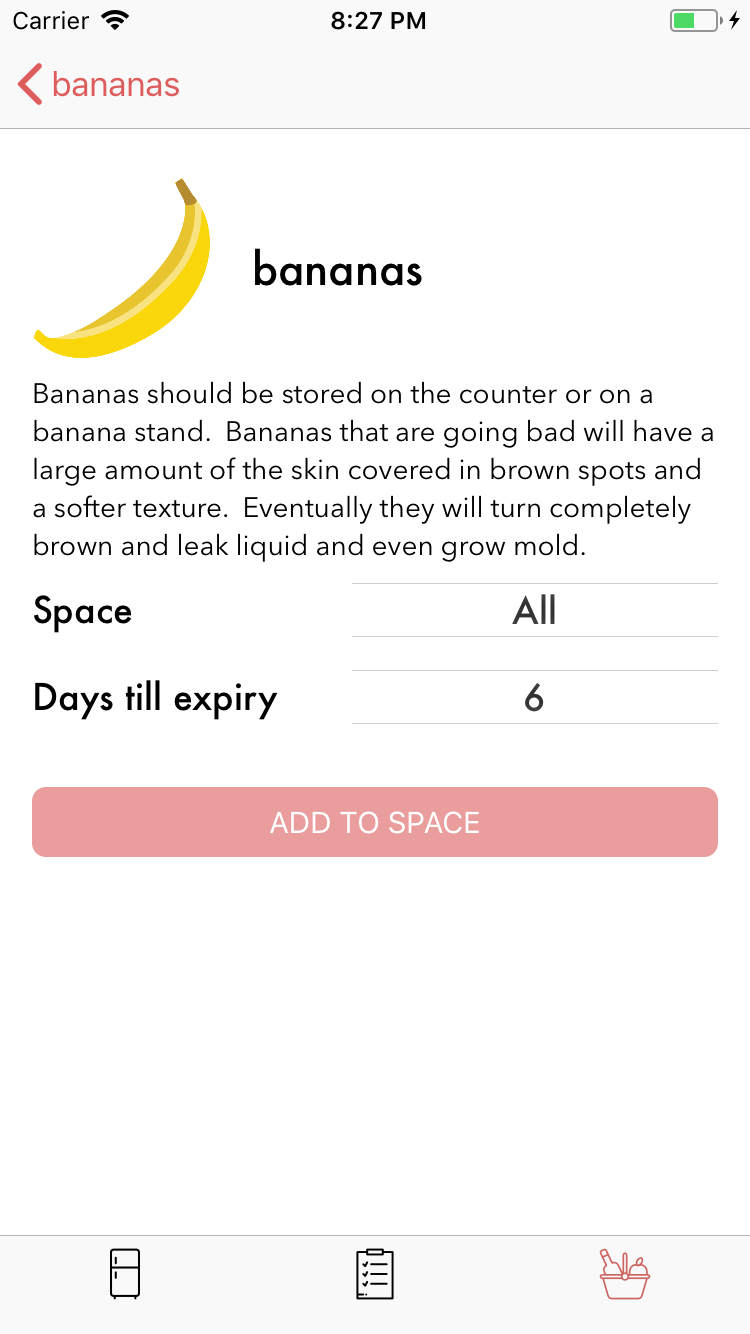 Carrier 8:27 PM
bananas
bananas
Bananas should be stored on the counter or on a
banana stand.  Bananas that are going bad will have a
large amount of the skin covered in brown spots and
a softer texture.  Eventually they will turn completely
brown and leak liquid and even grow mold.
Space All
Days till expiry 6
ADD TO SPACE